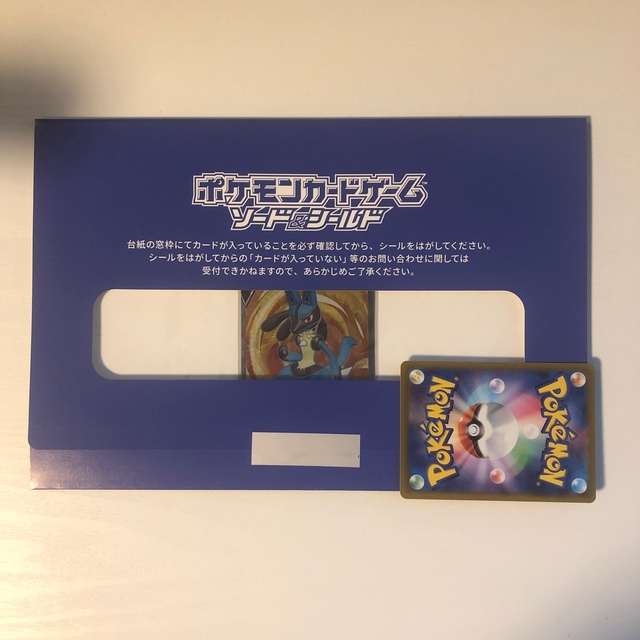 ポケモンカードゲーム
ソード&シールド
台紙の窓枠にてカードが入っていることを必ず確認してから、シールをはがしてください。
シールをはがしてからの「カードが入っていない」等のお問い合わせに関しては
受付できかねますので、あらかじめご了承ください。
POKéMON
POKéMON